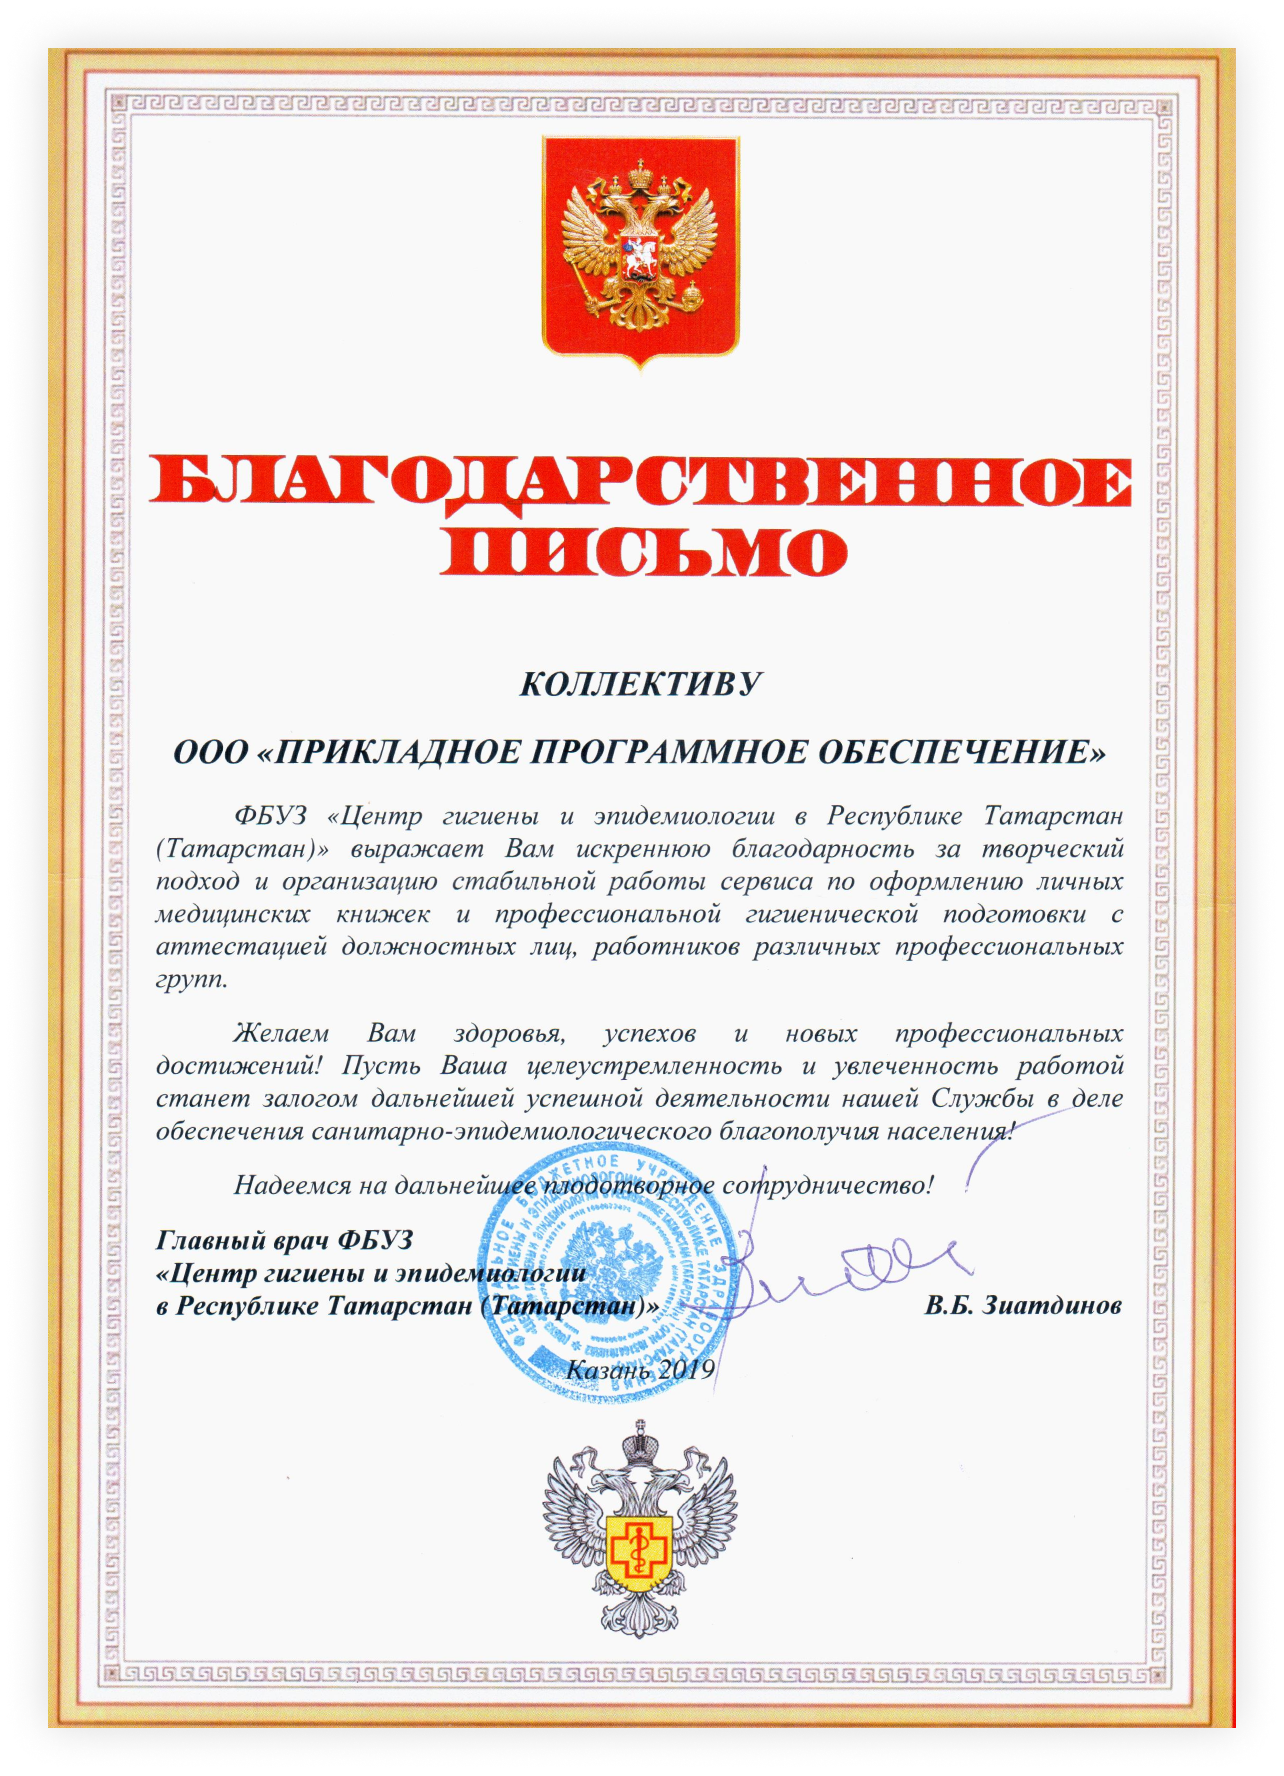 БЛАГОДАРСТВЕННОЕ
ПИСЬМО
КОЛЛЕКТИВУ
ООО «ПРИКЛАДНОЕ ПРОГРАММНОЕ ОБЕСПЕЧЕНИЕ»
ФБУЗ «Центр гигиены и эпидемиологии в Республике Татарстан
(Татарстан)» выражает Вам искреннюю благодарность за творческий
подход и организацию стабильной работы сервиса по оформлению личных
медицинских книжек и профессиональной гигиенической подготовки с
аттестацией должностных лиц, работников различных профессиональных
групп.
Желаем Вам здоровья, успехов и новых профессиональных
достижений! Пусть Ваша целеустремленность и увлеченность работой
станет залогом дальнейшей успешной деятельности нашей Службы в деле
обеспечения санитарно-эпидемиологического благополучия населения!
Надеемся на дальнейшее плодотворное сотрудничество!
Главный врач ФБУЗ
«Центр гигиены и эпидемиологии
в Республике Татарстан (Татарстан)»
В.Б. Зиатдинов
Казань 2019
ФЕДЕРАЛЬНОЕ БЮДЖЕТНОЕ УЧРЕЖДЕНИЕ ЗДРАВООХРАНЕНИЯ